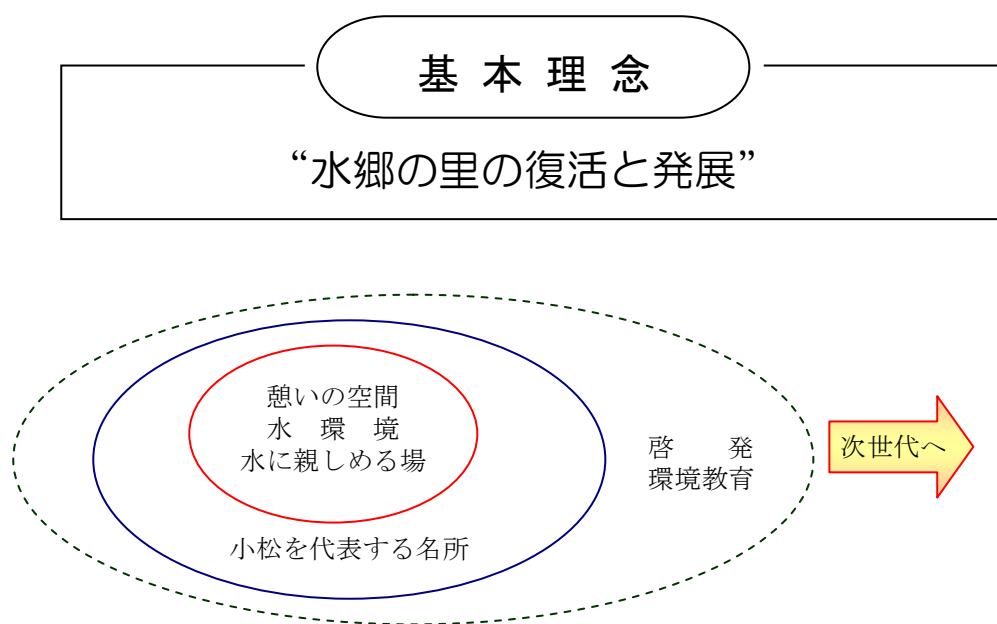 基 本 理 念
“水郷の里の復活と発展”
憩いの空間
水 環 境
水に親しめる場
小松を代表する名所
啓 発
環境教育
次世代へ